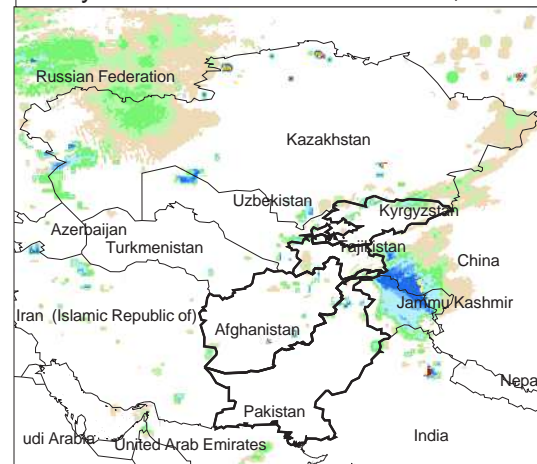 Russian Federation
Kazakhstan
Uzbekistan
Kyrgyzstan
Azerbaijan
Turkmenistan
Tajikistan
China
Jammu/Kashmir
Iran (Islamic Republic of)
Afghanistan
Nepa
Pakistan
udi Arabia
United Arab Emirates
India